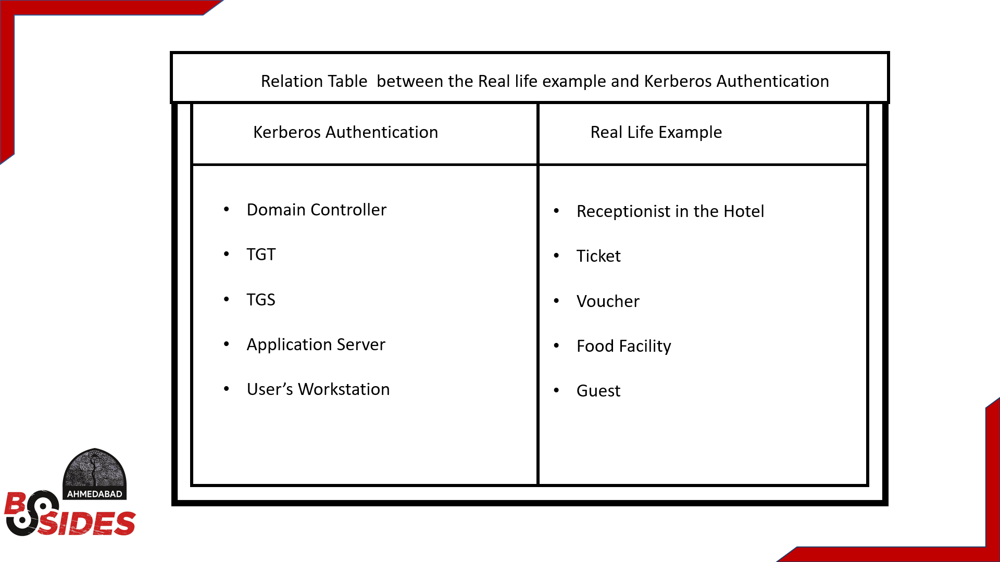 Relation Table  between the Real life example and Kerberos Authentication
Kerberos Authentication
Real Life Example
• Domain Controller
• TGT
• TGS
• Application Server
• User’s Workstation
• Receptionist in the Hotel
• Ticket
• Voucher
• Food Facility
• Guest
AHMEDABAD
B SIDES